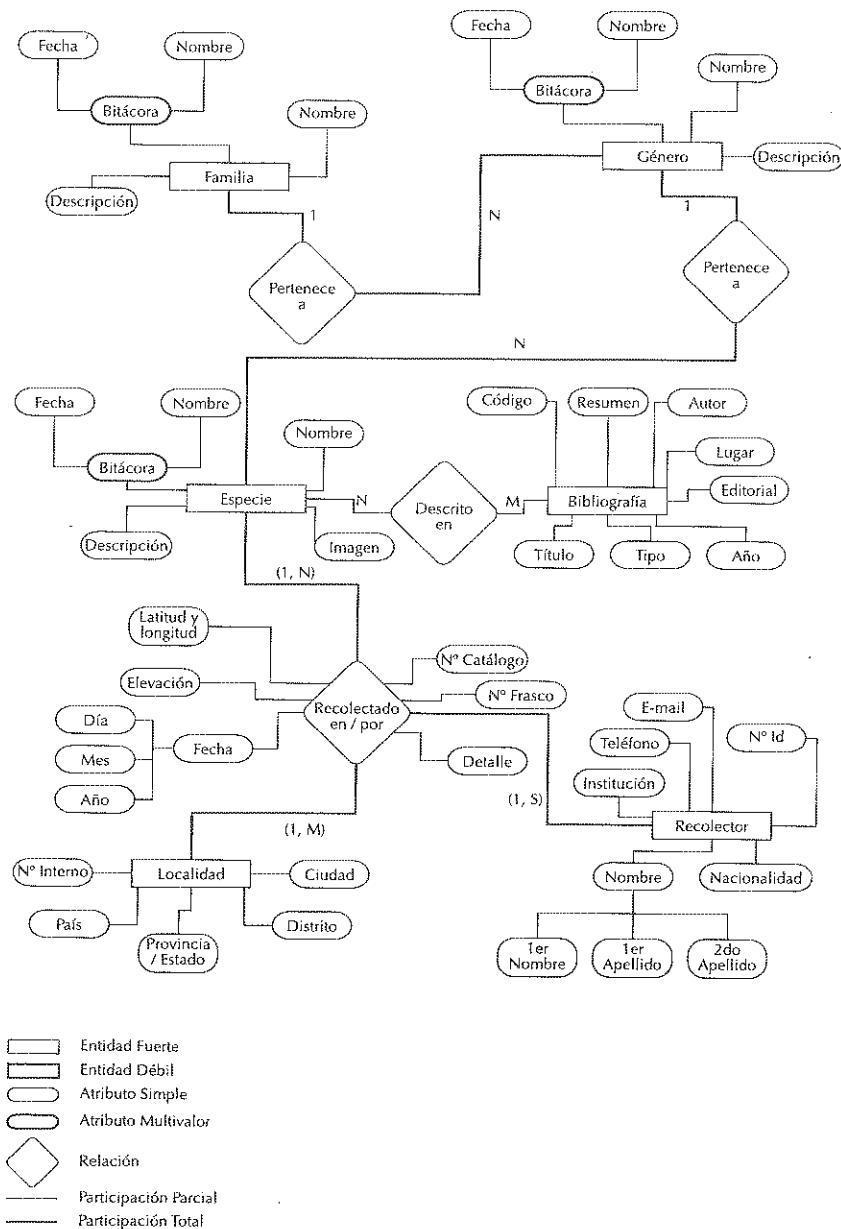 Fecha
Nombre
Bitácora
Nombre
Familia
Descripción
1
Pertenece
a
N
Fecha
Nombre
Bitácora
Nombre
Género
Descripción
1
Pertenece
a
N
Fecha
Nombre
Bitácora
Nombre
Especie
Descripción
Imagen
N
Descrito
en
M
Código
Resumen
Autor
Lugar
Editorial
Bibliografía
Título
Tipo
Año
(1, N)
Latitud y
longitud
Elevación
Día
Mes
Año
Fecha
Recolectado
en / por
Nº Catálogo
Nº Frasco
Detalle
(1, M)
(1, S)
E-mail
Teléfono
Institución
Nº Id
Recolector
Nombre
Nacionalidad
1er
Nombre
1er
Apellido
2do
Apellido
Nº Interno
Localidad
Ciudad
País
Provincia
/ Estado
Distrito
Entidad Fuerte
Entidad Débil
Atributo Simple
Atributo Multivalor
Relación
Participación Parcial
Participación Total